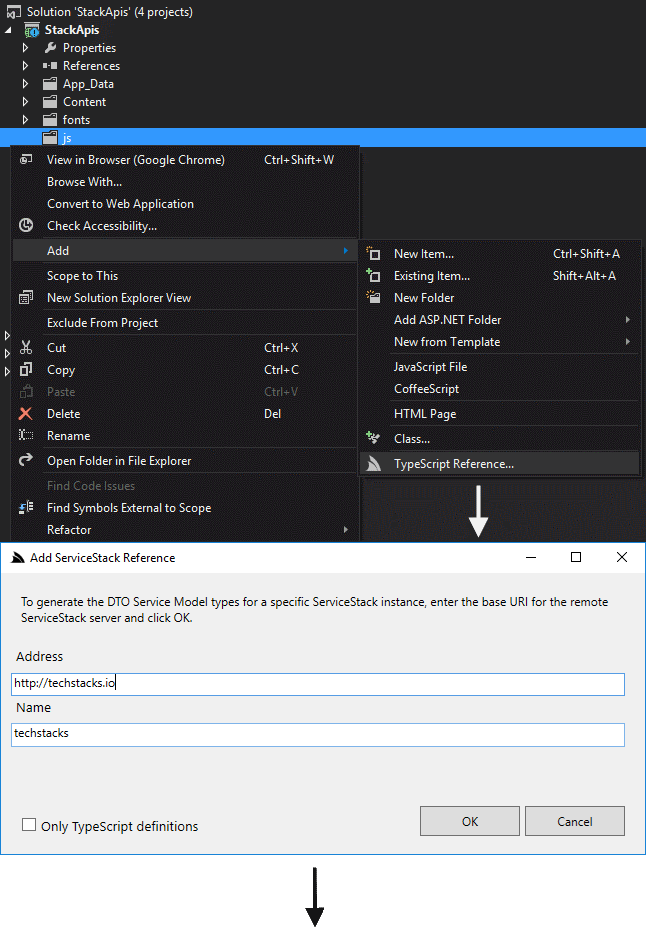 Solution 'StackApis' (4 projects)
StackApis
Properties
References
App_Data
Content
fonts
js
View in Browser (Google Chrome) Ctrl+Shift+W
Browse With...
Convert to Web Application
Check Accessibility...
Add
Scope to This
New Solution Explorer View
Exclude From Project
Cut Ctrl+X
Copy Ctrl+C
Paste Ctrl+V
Delete Del
Rename
Open Folder in File Explorer
Find Code Issues
Find Symbols External to Scope
Refactor
New Item... Ctrl+Shift+A
Existing Item... Shift+Alt+A
New Folder
Add ASP.NET Folder
New from Template
JavaScript File
CoffeeScript
HTML Page
Class...
TypeScript Reference...
Add ServiceStack Reference
To generate the DTO Service Model types for a specific ServiceStack instance, enter the base URI for the remote
ServiceStack server and click OK.
Address
http://techstacks.io
Name
techstacks
Only TypeScript definitions
OK
Cancel